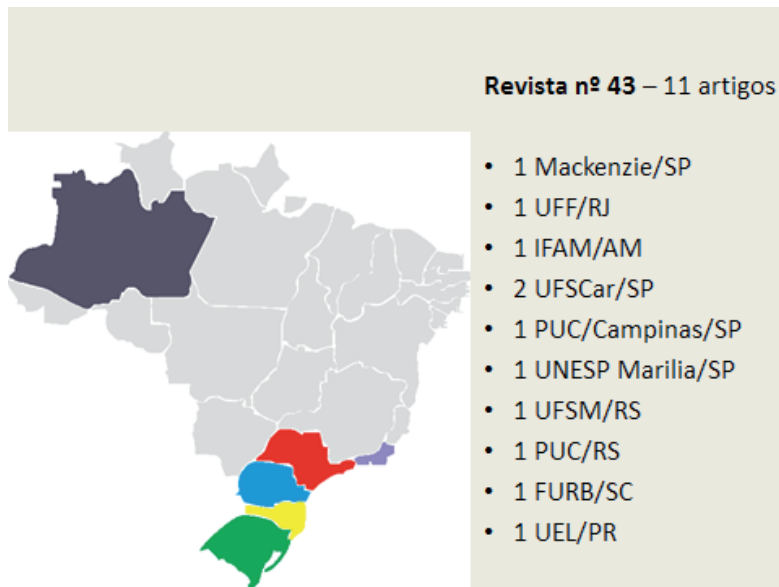 Revista nº 43 – 11 artigos
• 1 Mackenzie/SP
• 1 UFF/RJ
• 1 IFAM/AM
• 2 UFSCar/SP
• 1 PUC/Campinas/SP
• 1 UNESP Marilia/SP
• 1 UFSM/RS
• 1 PUC/RS
• 1 FURB/SC
• 1 UEL/PR